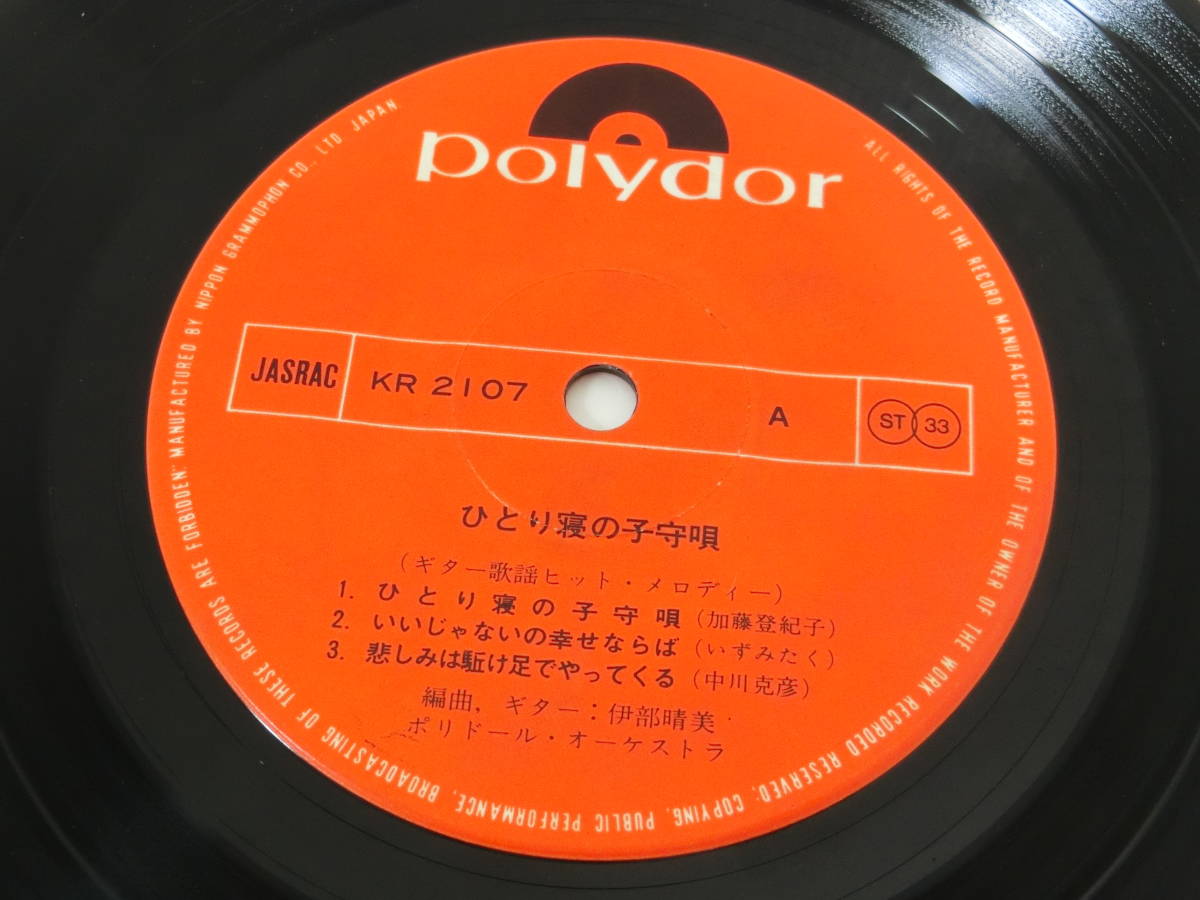 polydor
JASRAC
KR 2107
A
ST 33
ひとり寝の子守唄
(ギター歌謡ヒット・メロディー)
1. ひとり寝の子守唄 (加藤登紀子)
2. いいじゃないの幸せならば (いずみたく)
3. 悲しみは駈け足でやってくる (中川克彦)
編曲, ギター:伊部晴美
ポリドール・オーケストラ
ALL RIGHTS OF THE RECORD MANUFACTURER AND OF THE OWNER OF THE WORK RECORDED RESERVED; COPYING, PUBLIC PERFORMANCE, BROADCASTING OF THESE RECORDS ARE FORBIDDEN; MANUFACTURED BY NIPPON GRAMMOPHON CO., LTD. JAPAN